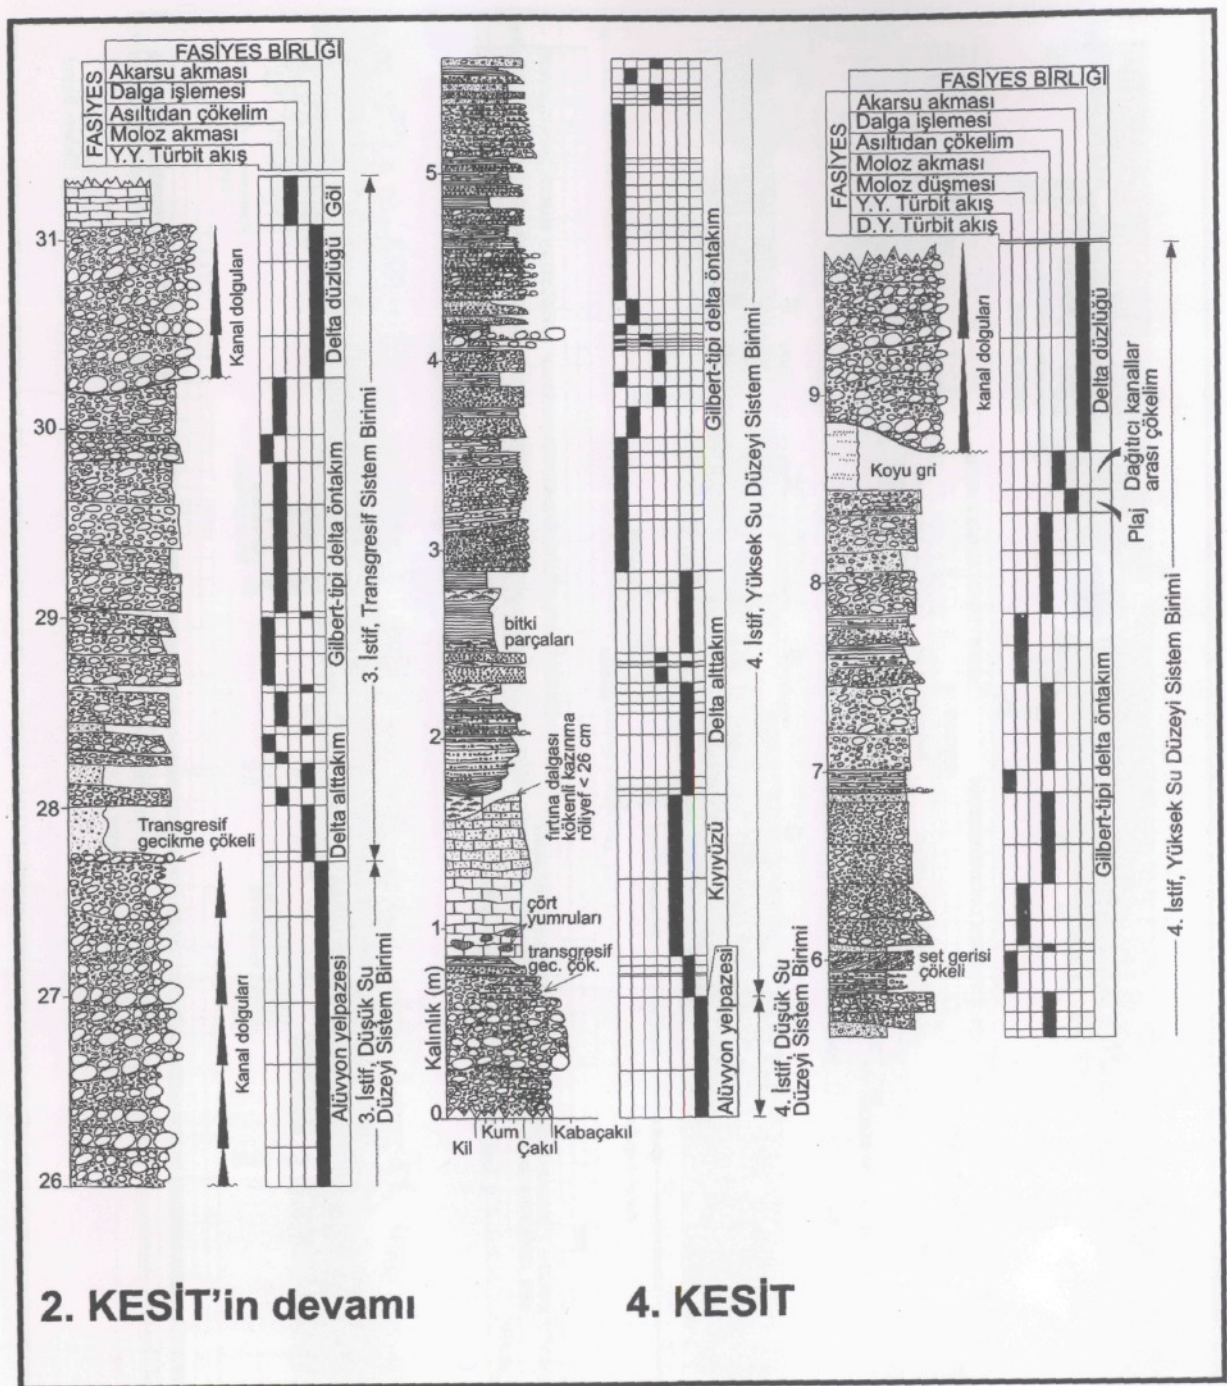 FASİYES BİRLİĞİ
FASİYES
Akarsu akması
Dalga işlemesi
Asıltıdan çökelim
Moloz akması
Y.Y. Türbit akış
31
30
29
28
27
26
Kanal dolguları
Transgresif
gecikme çökeli
Kanal dolguları
Göl
Delta düzlüğü
Gilbert-tipi delta öntakım
Delta alttakım
Alüvyon yelpazesi
3. İstif, Transgresif Sistem Birimi
3. İstif, Düşük Su
Düzeyi Sistem Birimi
5
4
3
2
1
0
Kalınlık (m)
bitki
parçaları
fırtına dalgası
kökenli kazınma
röliyef < 26 cm
çört
yumruları
transgresif
gec. çök.
Kil
Kum
Çakıl
Kabaçakıl
Gilbert-tipi delta öntakım
Delta alttakım
Kıyıyüzü
Alüvyon yelpazesi
4. İstif, Yüksek Su Düzeyi Sistem Birimi
4. İstif, Düşük Su
Düzeyi Sistem Birimi
FASİYES BİRLİĞİ
FASİYES
Akarsu akması
Dalga işlemesi
Asıltıdan çökelim
Moloz akması
Moloz düşmesi
Y.Y. Türbit akış
D.Y. Türbit akış
9
8
7
6
kanal dolguları
Koyu gri
set gerisi
çökeli
Delta düzlüğü
Dağıtıcı kanallar
arası çökelim
Plaj
Gilbert-tipi delta öntakım
4. İstif, Yüksek Su Düzeyi Sistem Birimi
2. KESİT'in devamı
4. KESİT